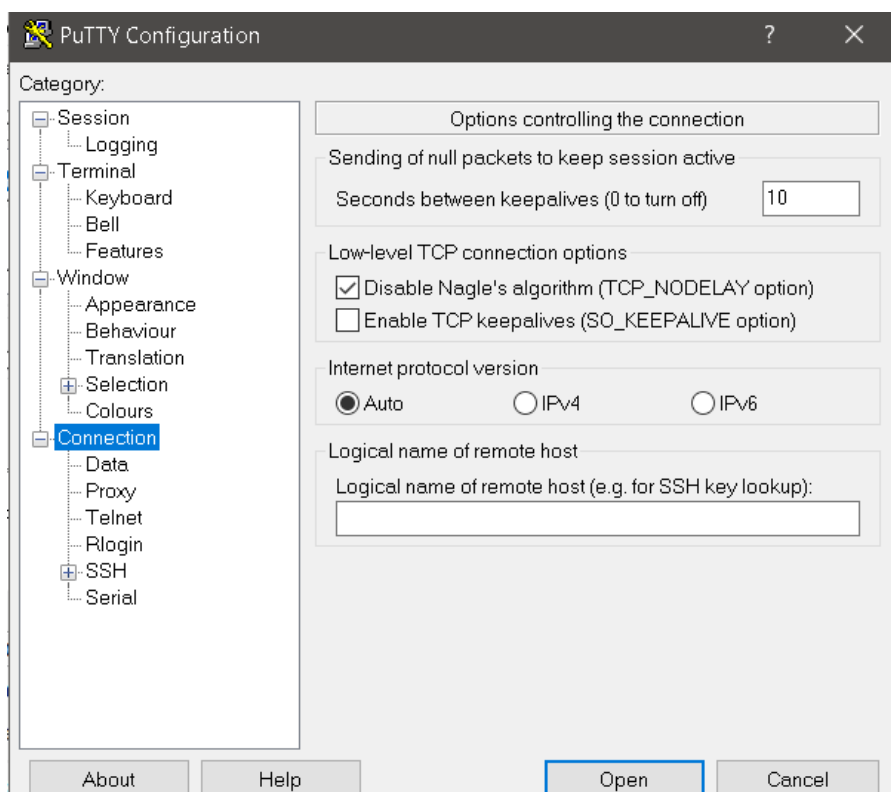 PuTTY Configuration
?
Category:
Session
Logging
Terminal
Keyboard
Bell
Features
Window
Appearance
Behaviour
Translation
Selection
Colours
Connection
Data
Proxy
Telnet
Rlogin
SSH
Serial
Options controlling the connection
Sending of null packets to keep session active
Seconds between keepalives (0 to turn off) 10
Low-level TCP connection options
Disable Nagle's algorithm (TCP_NODELAY option)
Enable TCP keepalives (SO_KEEPALIVE option)
Internet protocol version
Auto IPv4 IPv6
Logical name of remote host
Logical name of remote host (e.g. for SSH key lookup):
About Help Open Cancel